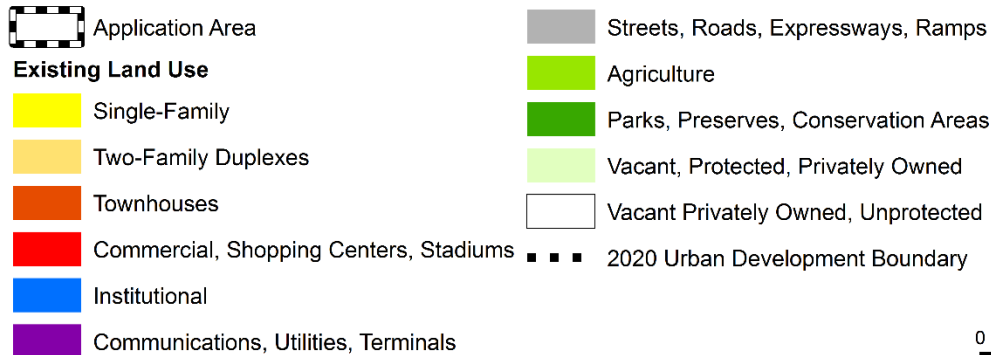 Application Area
Existing Land Use
Single-Family
Two-Family Duplexes
Townhouses
Commercial, Shopping Centers, Stadiums
Institutional
Communications, Utilities, Terminals
Streets, Roads, Expressways, Ramps
Agriculture
Parks, Preserves, Conservation Areas
Vacant, Protected, Privately Owned
Vacant Privately Owned, Unprotected
2020 Urban Development Boundary
0